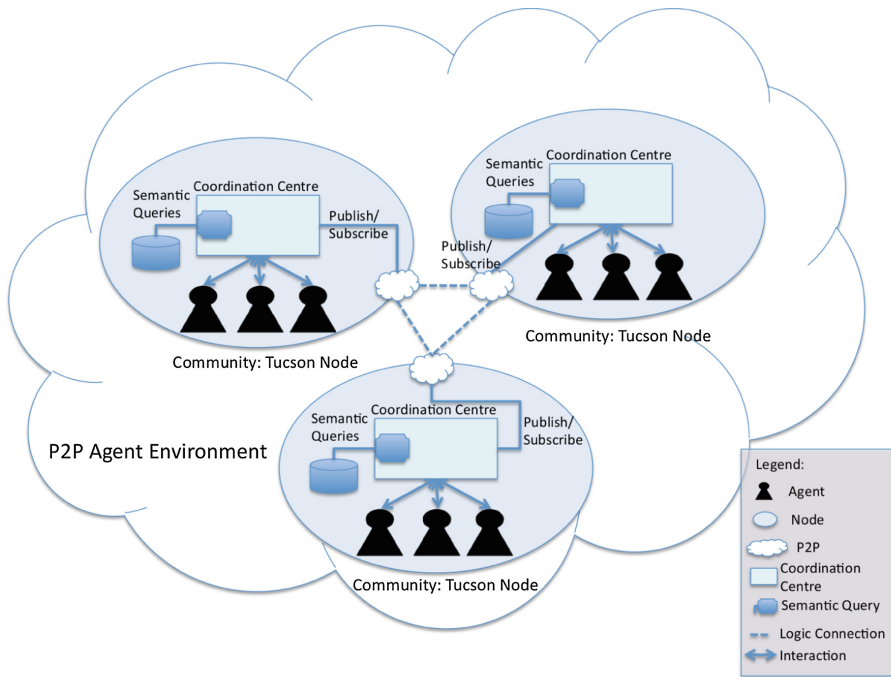 Semantic
Queries
Coordination Centre
Publish/
Subscribe
Community: Tucson Node
Semantic
Queries
Coordination Centre
Publish/
Subscribe
Community: Tucson Node
P2P Agent Environment
Semantic
Queries
Coordination Centre
Publish/
Subscribe
Community: Tucson Node
Legend:
Agent
Node
P2P
Coordination
Centre
Semantic Query
Logic Connection
Interaction